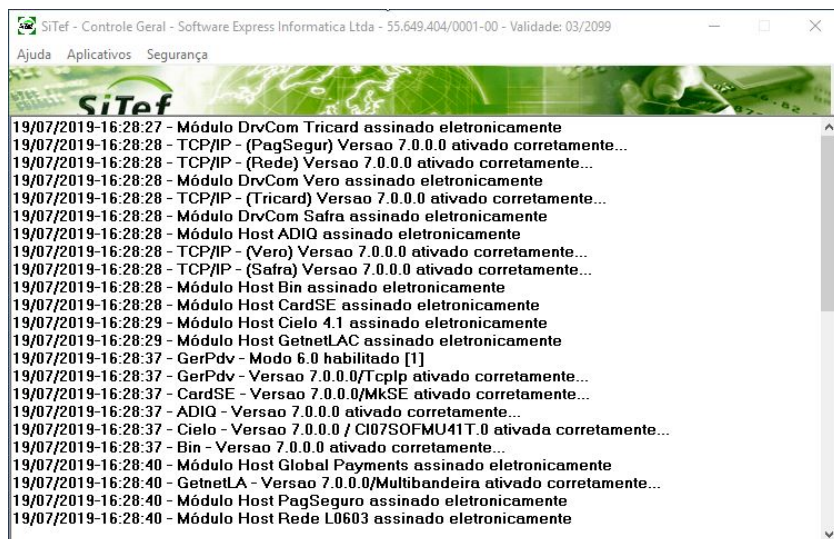 SiTef - Controle Geral - Software Express Informatica Ltda - 55.649.404/0001-00 - Validade: 03/2099
Ajuda Aplicativos Segurança
SiTef
19/07/2019-16:28:27 - Módulo DrvCom Tricard assinado eletronicamente
19/07/2019-16:28:28 - TCP/IP - (PagSegur) Versao 7.0.0.0 ativado corretamente...
19/07/2019-16:28:28 - TCP/IP - (Rede) Versao 7.0.0.0 ativado corretamente...
19/07/2019-16:28:28 - Módulo DrvCom Vero assinado eletronicamente
19/07/2019-16:28:28 - TCP/IP - (Tricard) Versao 7.0.0.0 ativado corretamente...
19/07/2019-16:28:28 - Módulo DrvCom Safra assinado eletronicamente
19/07/2019-16:28:28 - Módulo Host ADIQ assinado eletronicamente
19/07/2019-16:28:28 - TCP/IP - (Vero) Versao 7.0.0.0 ativado corretamente...
19/07/2019-16:28:28 - TCP/IP - (Safra) Versao 7.0.0.0 ativado corretamente...
19/07/2019-16:28:28 - Módulo Host Bin assinado eletronicamente
19/07/2019-16:28:28 - Módulo Host CardSE assinado eletronicamente
19/07/2019-16:28:29 - Módulo Host Cielo 4.1 assinado eletronicamente
19/07/2019-16:28:29 - Módulo Host GetnetLAC assinado eletronicamente
19/07/2019-16:28:37 - GerPdv - Modo 6.0 habilitado [1]
19/07/2019-16:28:37 - GerPdv - Versao 7.0.0.0/TcpIp ativado corretamente...
19/07/2019-16:28:37 - CardSE - Versao 7.0.0.0/MkSE ativado corretamente...
19/07/2019-16:28:37 - ADIQ - Versao 7.0.0.0 ativado corretamente...
19/07/2019-16:28:37 - Cielo - Versao 7.0.0.0 / CI07SOFMU41T.0 ativada corretamente...
19/07/2019-16:28:37 - Bin - Versao 7.0.0.0 ativado corretamente...
19/07/2019-16:28:40 - Módulo Host Global Payments assinado eletronicamente
19/07/2019-16:28:40 - GetnetLA - Versao 7.0.0.0/Multibandeira ativado corretamente...
19/07/2019-16:28:40 - Módulo Host PagSeguro assinado eletronicamente
19/07/2019-16:28:40 - Módulo Host Rede L0603 assinado eletronicamente